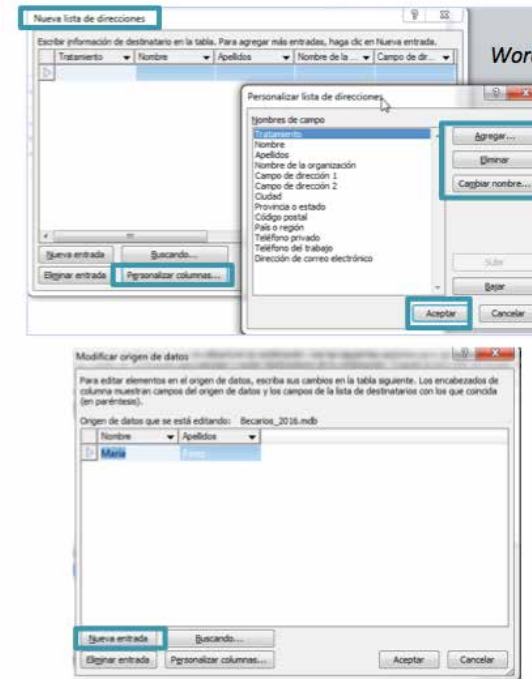 Nueva lista de direcciones
Escribir información de destinatario en la tabla. Para agregar más entradas, haga clic en Nueva entrada.
Tratamiento Nombre Apellidos Nombre de la ... Campo de dir...
Word
Personalizar lista de direcciones
Nombres de campo
Tratamiento
Nombre
Apellidos
Nombre de la organización
Campo de dirección 1
Campo de dirección 2
Ciudad
Provincia o estado
Código postal
País o región
Teléfono privado
Teléfono del trabajo
Dirección de correo electrónico
Agregar...
Eliminar
Cambiar nombre...
Subir
Bajar
Aceptar Cancelar
Nueva entrada Buscando...
Eliminar entrada Personalizar columnas...
Modificar origen de datos
Para editar elementos en el origen de datos, escriba sus cambios en la tabla siguiente. Los encabezados de
columna muestran campos del origen de datos y los campos de la lista de destinatarios con los que coincida
(en paréntesis).
Origen de datos que se está editando: Becarios_2016.mdb
Nombre Apellidos
María Perez
Nueva entrada Buscando...
Eliminar entrada Personalizar columnas... Aceptar Cancelar